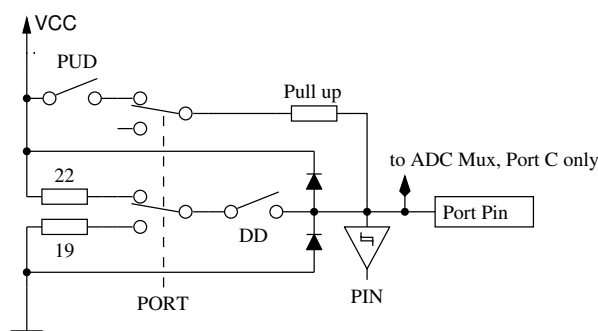 VCC
PUD
Pull up
to ADC Mux, Port C only
22
Port Pin
DD
19
PIN
PORT